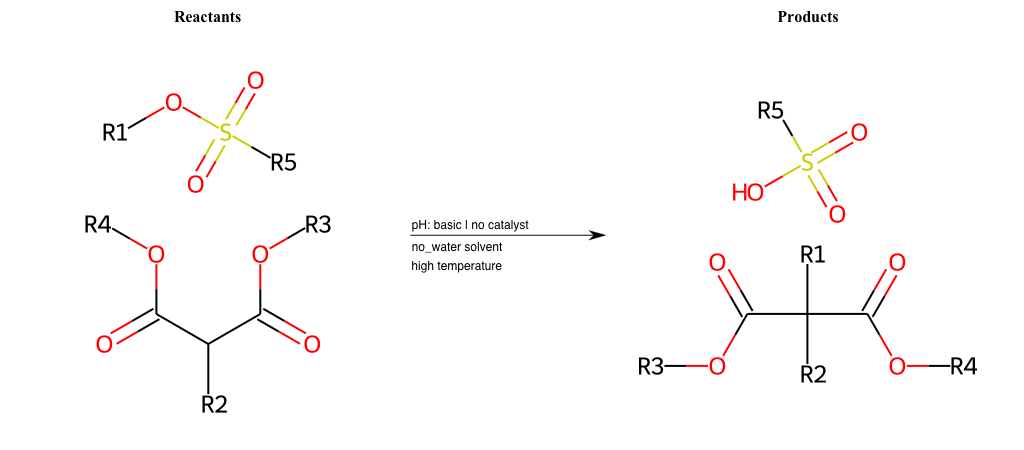 Reactants
Products
O
O
R1
S
R5
O
R4
R3
O
O
O
O
R2
pH: basic | no catalyst
no_water solvent
high temperature
R5
O
S
HO
O
R1
O
O
R3
O
R2
O
R4